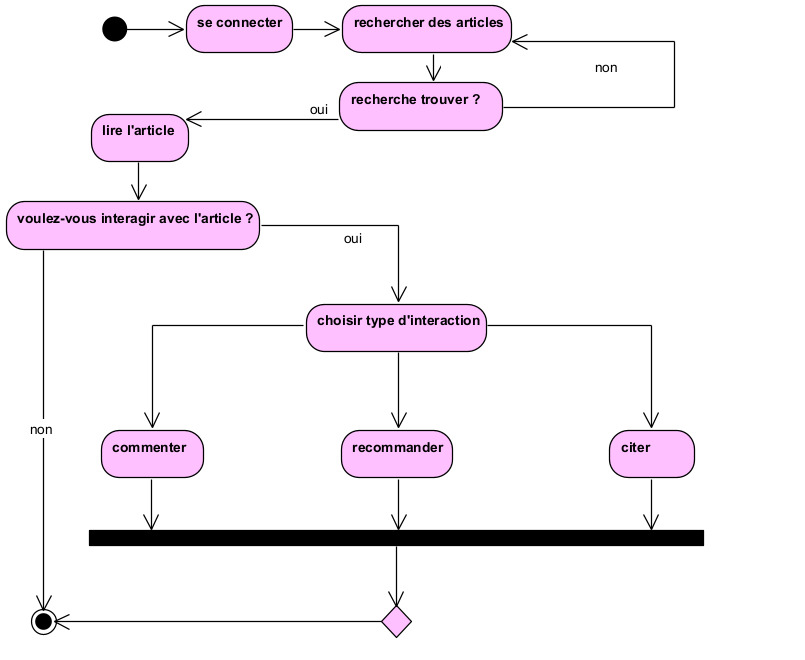 se connecter
rechercher des articles
non
recherche trouver ?
oui
lire l'article
voulez-vous interagir avec l'article ?
oui
choisir type d'interaction
non
commenter
recommander
citer